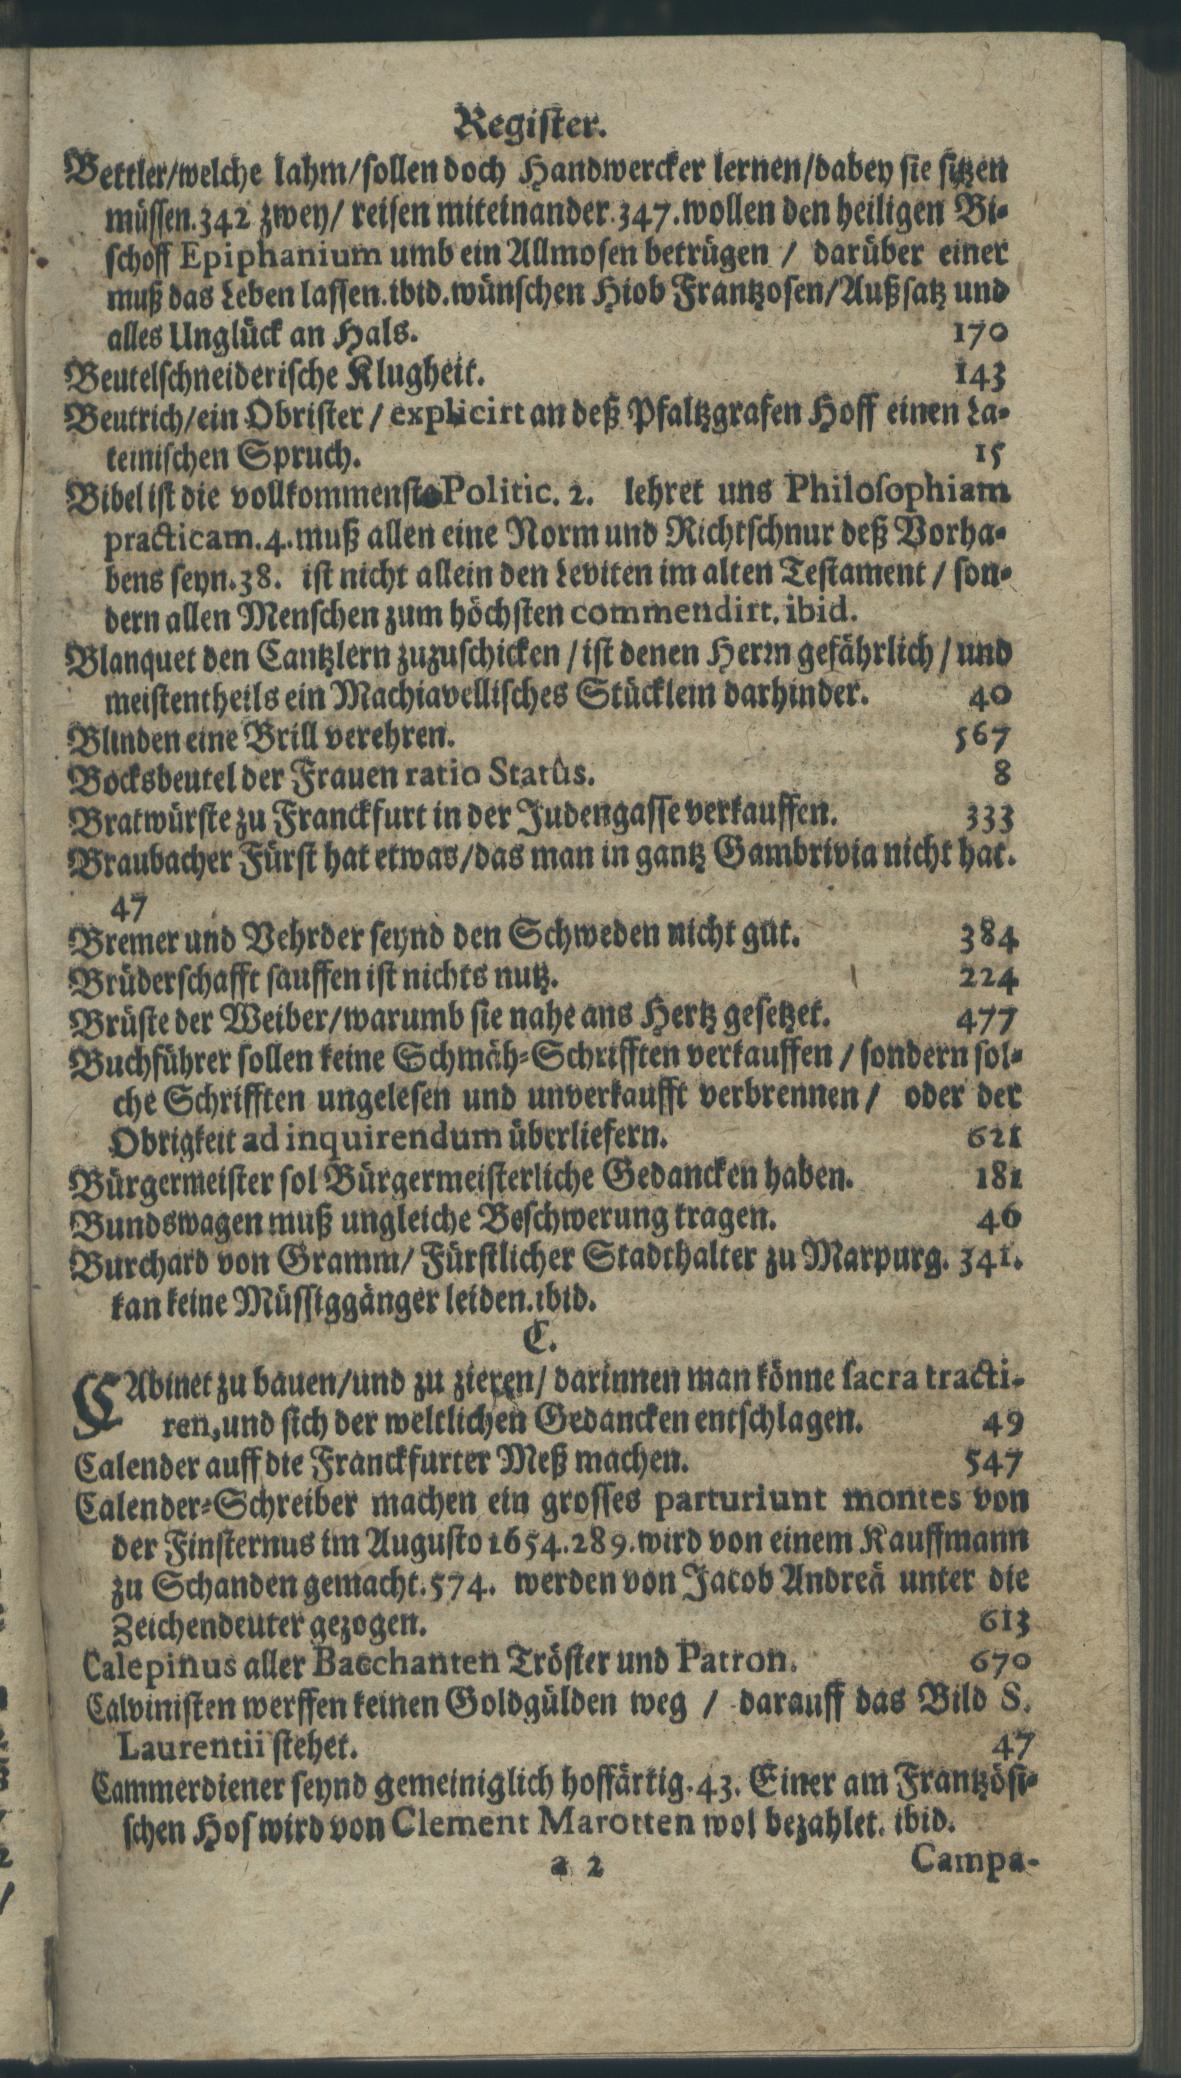 Register.
Bettler/welche lahm/sollen doch Handwercker lernen/dabey sie sitzen
müssen.342 zwey/ reisen miteinander.347.wollen den heiligen Bi-
schoff Epiphanium umb ein Allmosen betrügen / darüber einer
muß das Leben lassen.ibid.wünschen Hiob Frantzosen/Außsatz und
alles Unglück an Hals. 170
Beutelschneiderische Klugheit. 143
Beutrich/ein Obrister / explicirt an deß Pfaltzgrafen Hoff einen La-
teinischen Spruch. 15
Bibel ist die vollkommenste Politic. 2. lehret uns Philosophiam
practicam.4.muß allen eine Norm und Richtschnur deß Vorha-
bens seyn.38. ist nicht allein den Leviten im alten Testament / son-
dern allen Menschen zum höchsten commendirt. ibid.
Blanquet den Cantzlern zuzuschicken / ist denen Herrn gefährlich / und
meistentheils ein Machiavellisches Stücklein darhinder. 40
Blinden eine Brill verehren. 567
Bocksbeutel der Frauen ratio Statûs. 8
Bratwürste zu Franckfurt in der Judengasse verkauffen. 333
Braubacher Fürst hat etwas/das man in gantz Gambrivia nicht hat.
47
Bremer und Vehrder seynd den Schweden nicht gut. 384
Brüderschafft sauffen ist nichts nutz. 224
Brüste der Weiber/warumb sie nahe ans Hertz gesetzet. 477
Buchführer sollen keine Schmäh-Schrifften verkauffen / sondern sol-
che Schrifften ungelesen und unverkaufft verbrennen / oder der
Obrigkeit ad inquirendum überliefern. 621
Bürgermeister sol Bürgermeisterliche Gedancken haben. 181
Bundswagen muß ungleiche Beschwerung tragen. 46
Burchard von Gramm/ Fürstlicher Stadthalter zu Marpurg. 341.
kan keine Müssiggänger leiden.ibid.
C.
CAbinet zu bauen/und zu zieren/ darinnen man könne sacra tracti-
ren, und sich der weltlichen Gedancken entschlagen. 49
Calender auff die Franckfurter Meß machen. 547
Calender-Schreiber machen ein grosses parturiunt montes von
der Finsternus im Augusto 1654.289.wird von einem Kauffmann
zu Schanden gemacht.574. werden von Jacob Andreä unter die
Zeichendeuter gezogen. 613
Calepinus aller Bacchanten Tröster und Patron. 670
Calvinisten werffen keinen Goldgülden weg / darauff das Bild S.
Laurentii stehet. 47
Cammerdiener seynd gemeiniglich hoffärtig.43. Einer am Frantzösi-
schen Hof wird von Clement Marotten wol bezahlet. ibid.
a 2 Campa-